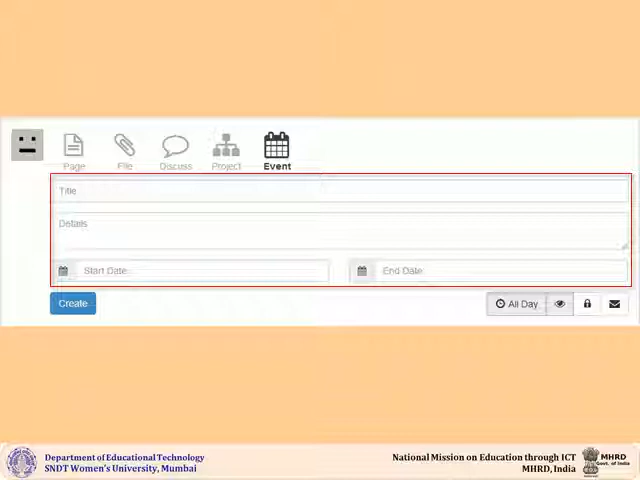 Page File Discuss Project Event
Title
Details
Start Date
End Date
Create
All Day
Department of Educational Technology
SNDT Women's University, Mumbai
National Mission on Education through ICT
MHRD, India
MHRD
Govt. of India